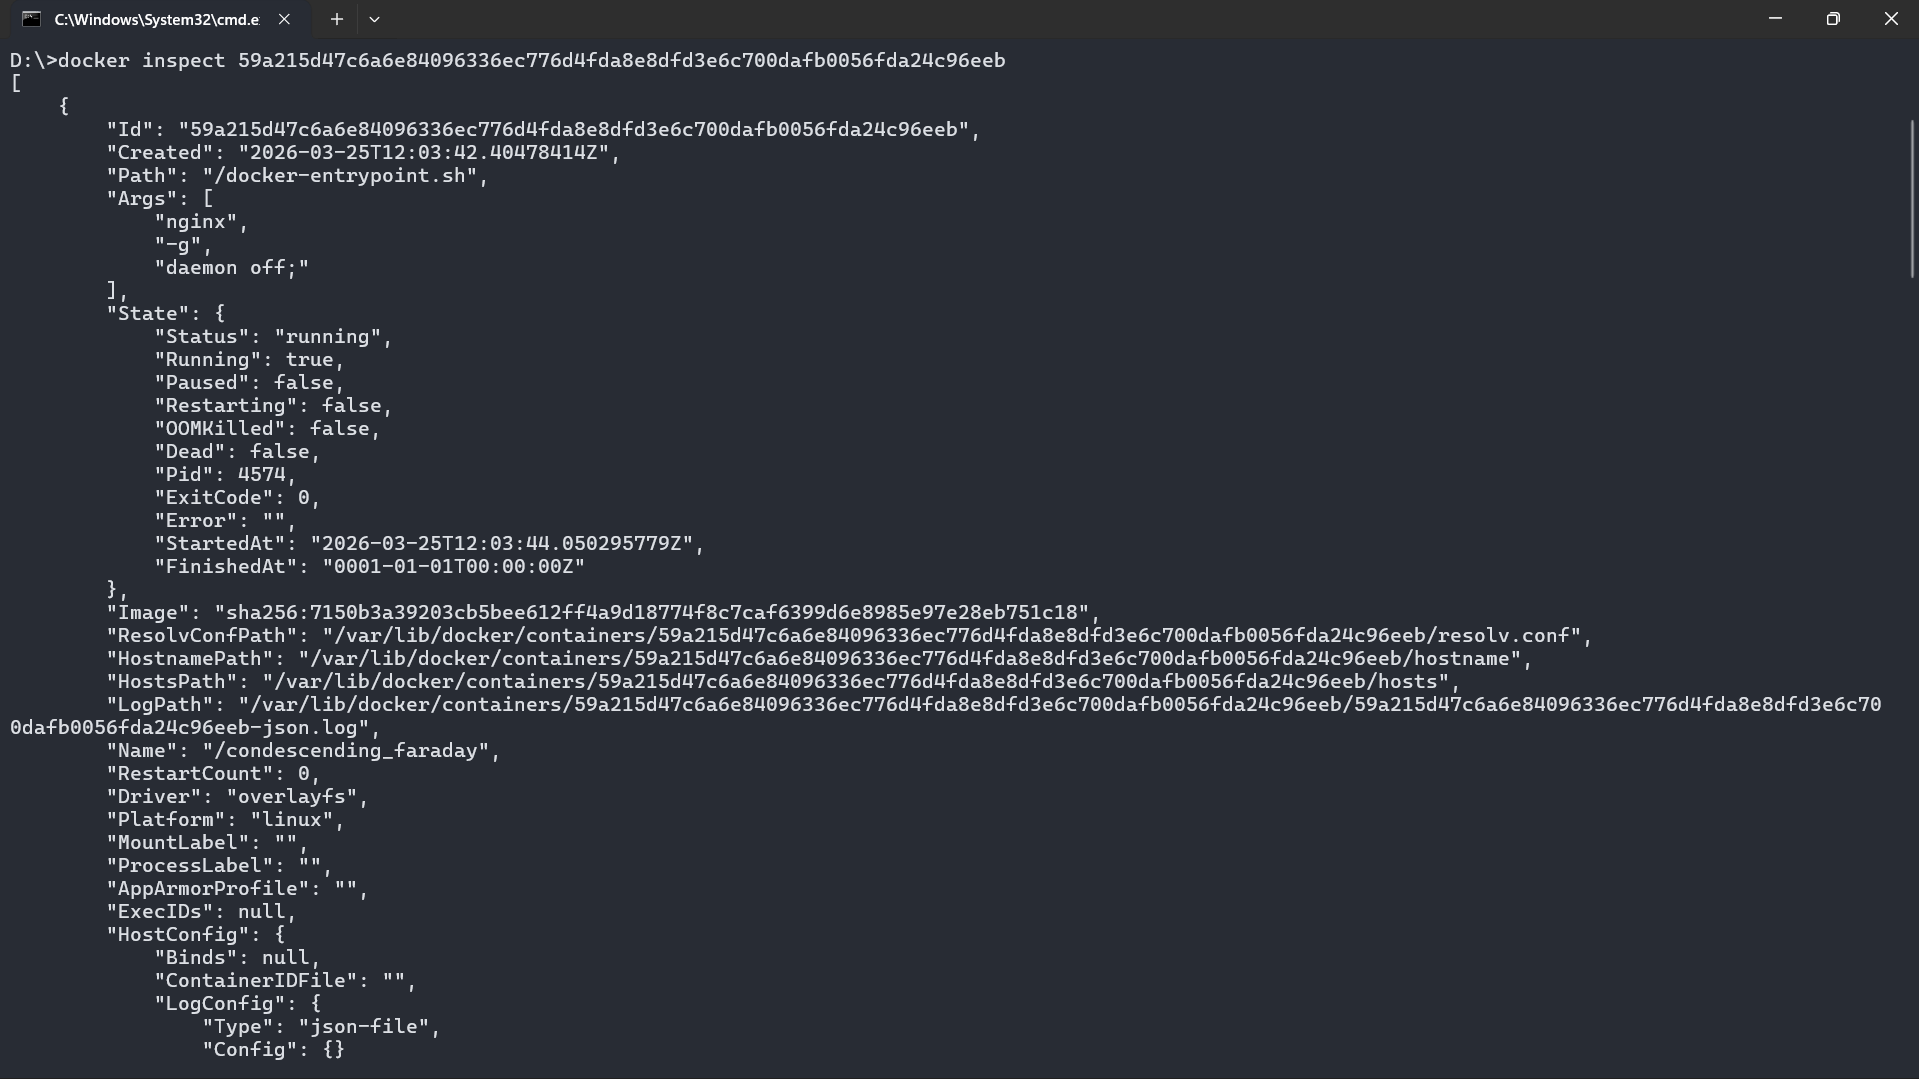 C:\Windows\System32\cmd.e
D:\>docker inspect 59a215d47c6a6e84096336ec776d4fda8e8dfd3e6c700dafb0056fda24c96eeb
[
    {
        "Id": "59a215d47c6a6e84096336ec776d4fda8e8dfd3e6c700dafb0056fda24c96eeb",
        "Created": "2026-03-25T12:03:42.40478414Z",
        "Path": "/docker-entrypoint.sh",
        "Args": [
            "nginx",
            "-g",
            "daemon off;"
        ],
        "State": {
            "Status": "running",
            "Running": true,
            "Paused": false,
            "Restarting": false,
            "OOMKilled": false,
            "Dead": false,
            "Pid": 4574,
            "ExitCode": 0,
            "Error": "",
            "StartedAt": "2026-03-25T12:03:44.050295779Z",
            "FinishedAt": "0001-01-01T00:00:00Z"
        },
        "Image": "sha256:7150b3a39203cb5bee612ff4a9d18774f8c7caf6399d6e8985e97e28eb751c18",
        "ResolvConfPath": "/var/lib/docker/containers/59a215d47c6a6e84096336ec776d4fda8e8dfd3e6c700dafb0056fda24c96eeb/resolv.conf",
        "HostnamePath": "/var/lib/docker/containers/59a215d47c6a6e84096336ec776d4fda8e8dfd3e6c700dafb0056fda24c96eeb/hostname",
        "HostsPath": "/var/lib/docker/containers/59a215d47c6a6e84096336ec776d4fda8e8dfd3e6c700dafb0056fda24c96eeb/hosts",
        "LogPath": "/var/lib/docker/containers/59a215d47c6a6e84096336ec776d4fda8e8dfd3e6c700dafb0056fda24c96eeb/59a215d47c6a6e84096336ec776d4fda8e8dfd3e6c70
0dafb0056fda24c96eeb-json.log",
        "Name": "/condescending_faraday",
        "RestartCount": 0,
        "Driver": "overlayfs",
        "Platform": "linux",
        "MountLabel": "",
        "ProcessLabel": "",
        "AppArmorProfile": "",
        "ExecIDs": null,
        "HostConfig": {
            "Binds": null,
            "ContainerIDFile": "",
            "LogConfig": {
                "Type": "json-file",
                "Config": {}